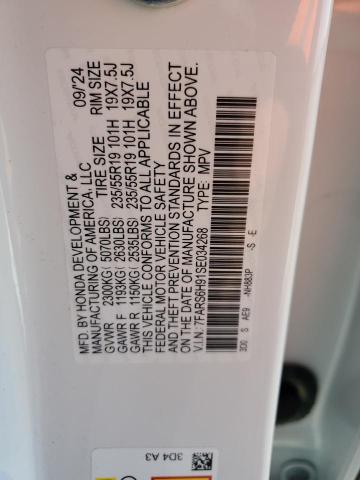 MFD. BY HONDA DEVELOPMENT & 09/'24
MANUFACTURING OF AMERICA, LLC
TIRE SIZE RIM SIZE
GVWR 2300KG( 5070LBS)
GAWR F 1193KG( 2630LBS) 235/55R19 101H 19X7.5J
GAWR R 1150KG( 2535LBS) 235/55R19 101H 19X7.5J
THIS VEHICLE CONFORMS TO ALL APPLICABLE
FEDERAL MOTOR VEHICLE SAFETY
AND THEFT PREVENTION STANDARDS IN EFFECT
ON THE DATE OF MANUFACTURE SHOWN ABOVE.
V.I.N.:7FARS6H91SE034268 TYPE: MPV
3D0 S AE9 -NH883P -S -E
3D4 A3